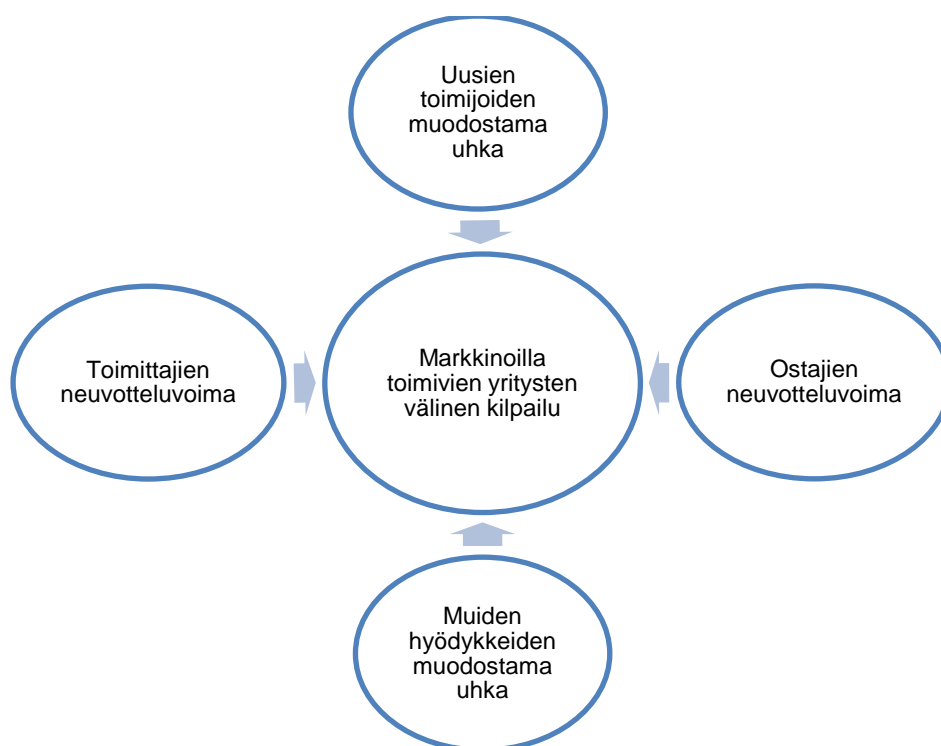 Uusien
toimijoiden
muodostama
uhka
Toimittajien
neuvotteluvoima
Markkinoilla
toimivien yritysten
välinen kilpailu
Ostajien
neuvotteluvoima
Muiden
hyödykkeiden
muodostama
uhka